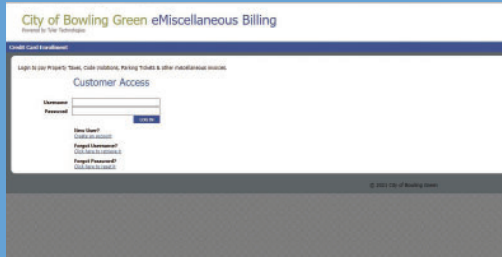 City of Bowling Green eMiscellaneous Billing
Powered by Tyler Technologies
Credit Card Enrollment
Login to pay Property Taxes, Code Violations, Parking Tickets & other miscellaneous invoices.
Customer Access
Username
Password
LOG IN
New User?
Create an account
Forgot Username?
Click here to retrieve it
Forgot Password?
Click here to reset it
City of Bowling Green